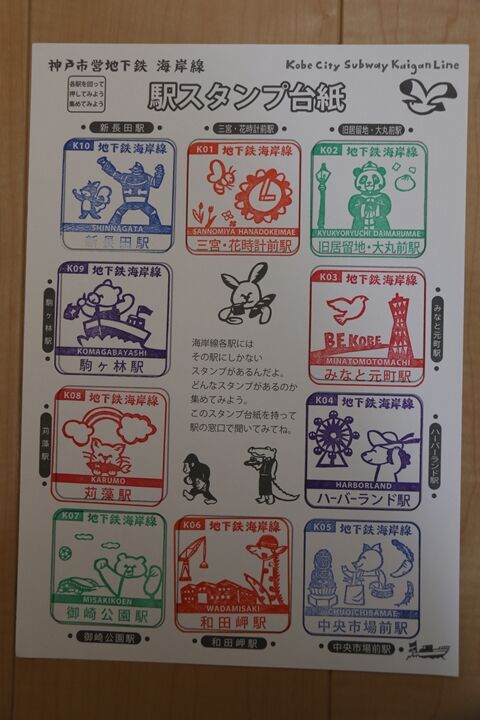 神戸市営地下鉄 海岸線
Kobe City Subway Kaigan Line
各駅を回って
押してみよう
集めてみよう
駅スタンプ台紙
新長田駅
三宮・花時計前駅
旧居留地・大丸前駅
K10 地下鉄 海岸線
SHINNAGATA
新長田駅
K01 地下鉄 海岸線
SANNOMIYA HANADOKEIMAE
三宮・花時計前駅
K02 地下鉄 海岸線
KYUKYORYUCHI DAIMARUMAE
旧居留地・大丸前駅
駒ヶ林駅
K09 地下鉄 海岸線
KOMAGABAYASHI
駒ヶ林駅
K03 地下鉄 海岸線
BE KOBE
MINATOMOTOMACHI
みなと元町駅
みなと元町駅
海岸線各駅には
その駅にしかない
スタンプがあるんだよ。
どんなスタンプがあるのか
集めてみよう。
このスタンプ台紙を持って
駅の窓口で聞いてみてね。
苅藻駅
K08 地下鉄 海岸線
KARUMO
苅藻駅
K04 地下鉄 海岸線
HARBORLAND
ハーバーランド駅
ハーバーランド駅
K07 地下鉄 海岸線
MISAKIKOEN
御崎公園駅
K06 地下鉄 海岸線
WADAMISAKI
和田岬駅
K05 地下鉄 海岸線
CHUOICHIBAMAE
中央市場前駅
御崎公園駅
和田岬駅
中央市場前駅